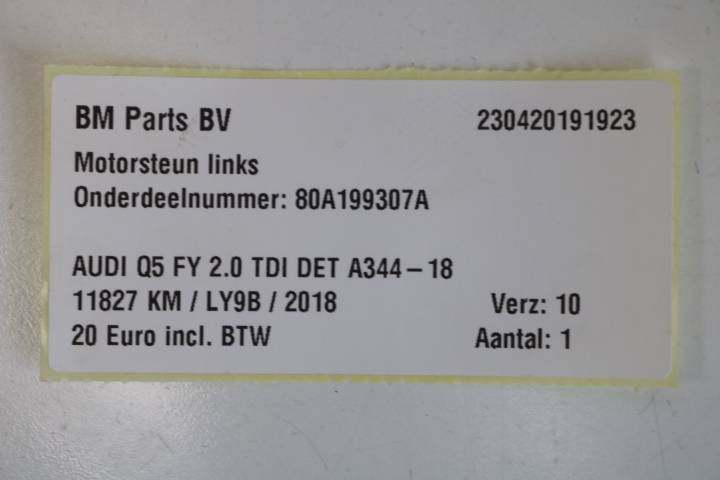 BM Parts BV 230420191923
Motorsteun links
Onderdeelnummer: 80A199307A
AUDI Q5 FY 2.0 TDI DET A344-18
11827 KM / LY9B / 2018 Verz: 10
20 Euro incl. BTW Aantal: 1